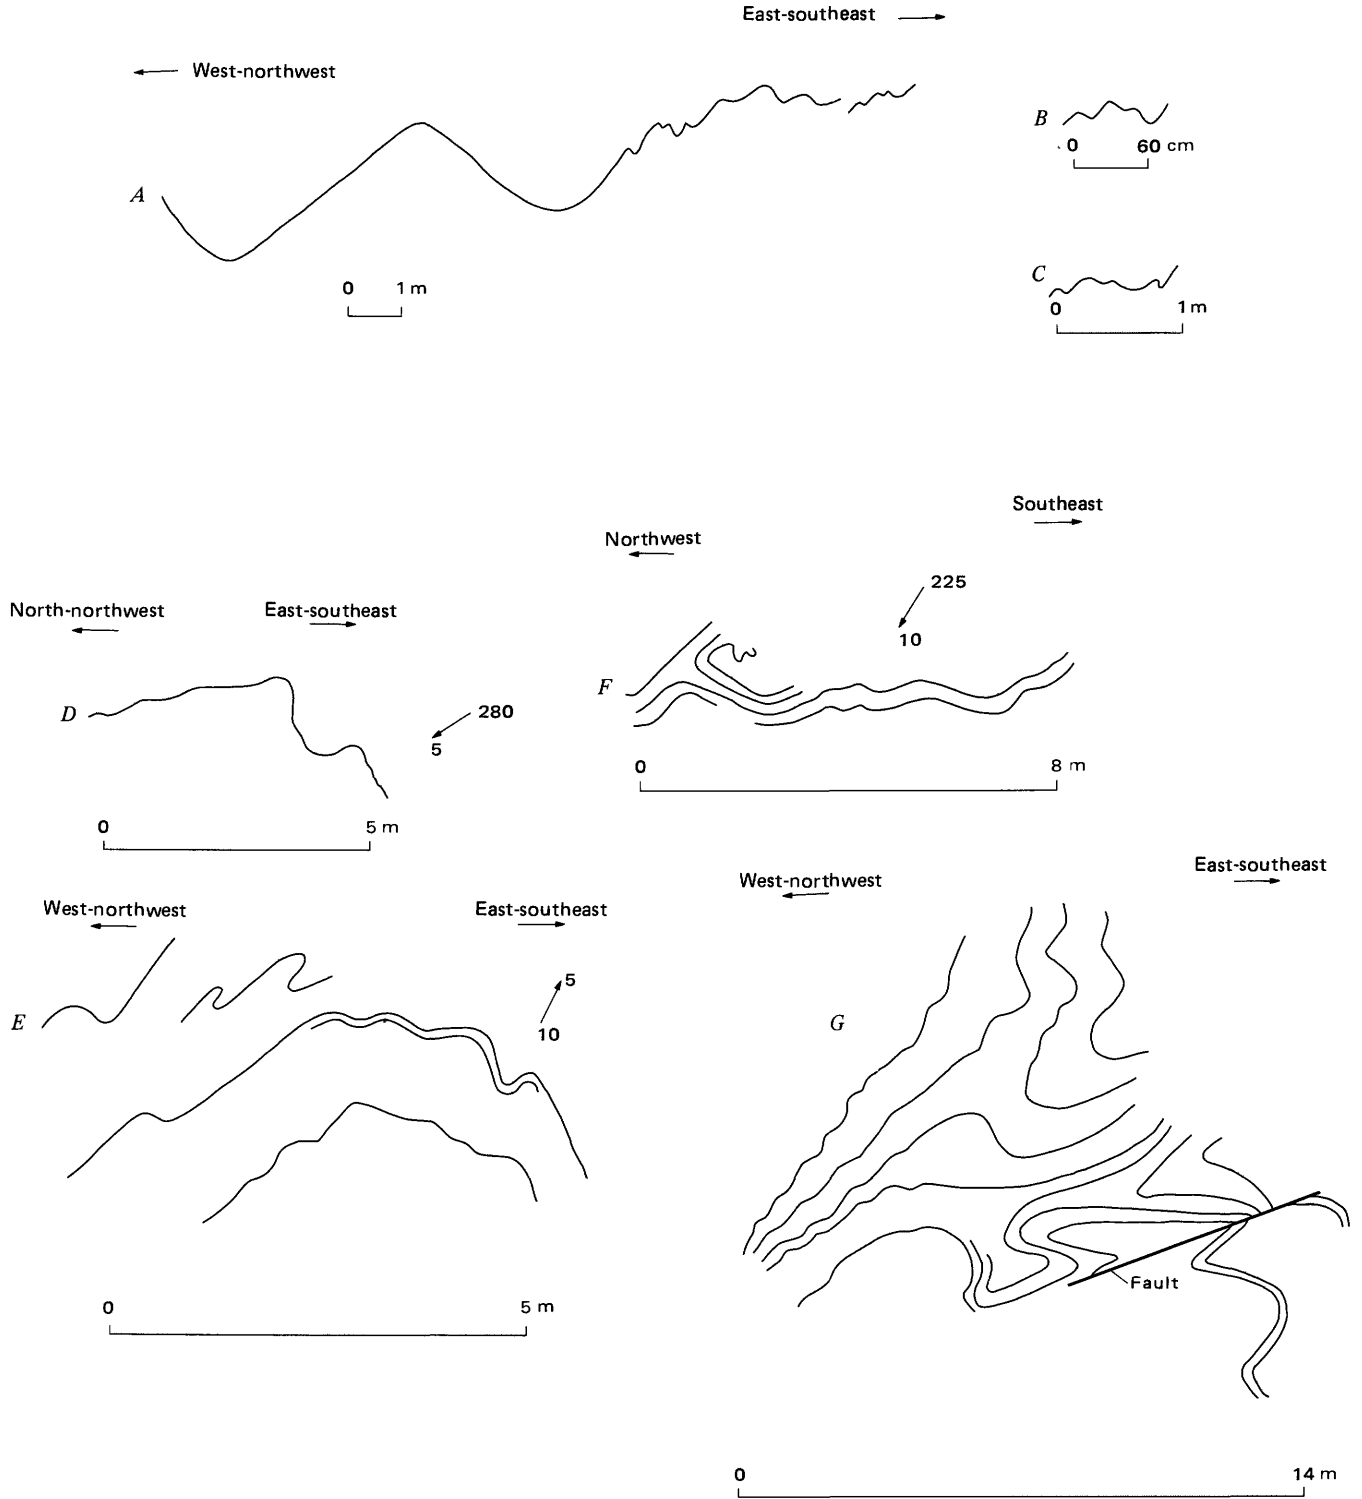 East-southeast
West-northwest
A
0 1 m
B
0 60 cm
C
0 1 m
Southeast
Northwest
225
10
F
0 8 m
North-northwest East-southeast
D
280
5
0 5 m
West-northwest East-southeast
E
5
10
0 5 m
East-southeast
West-northwest
G
Fault
0 14 m